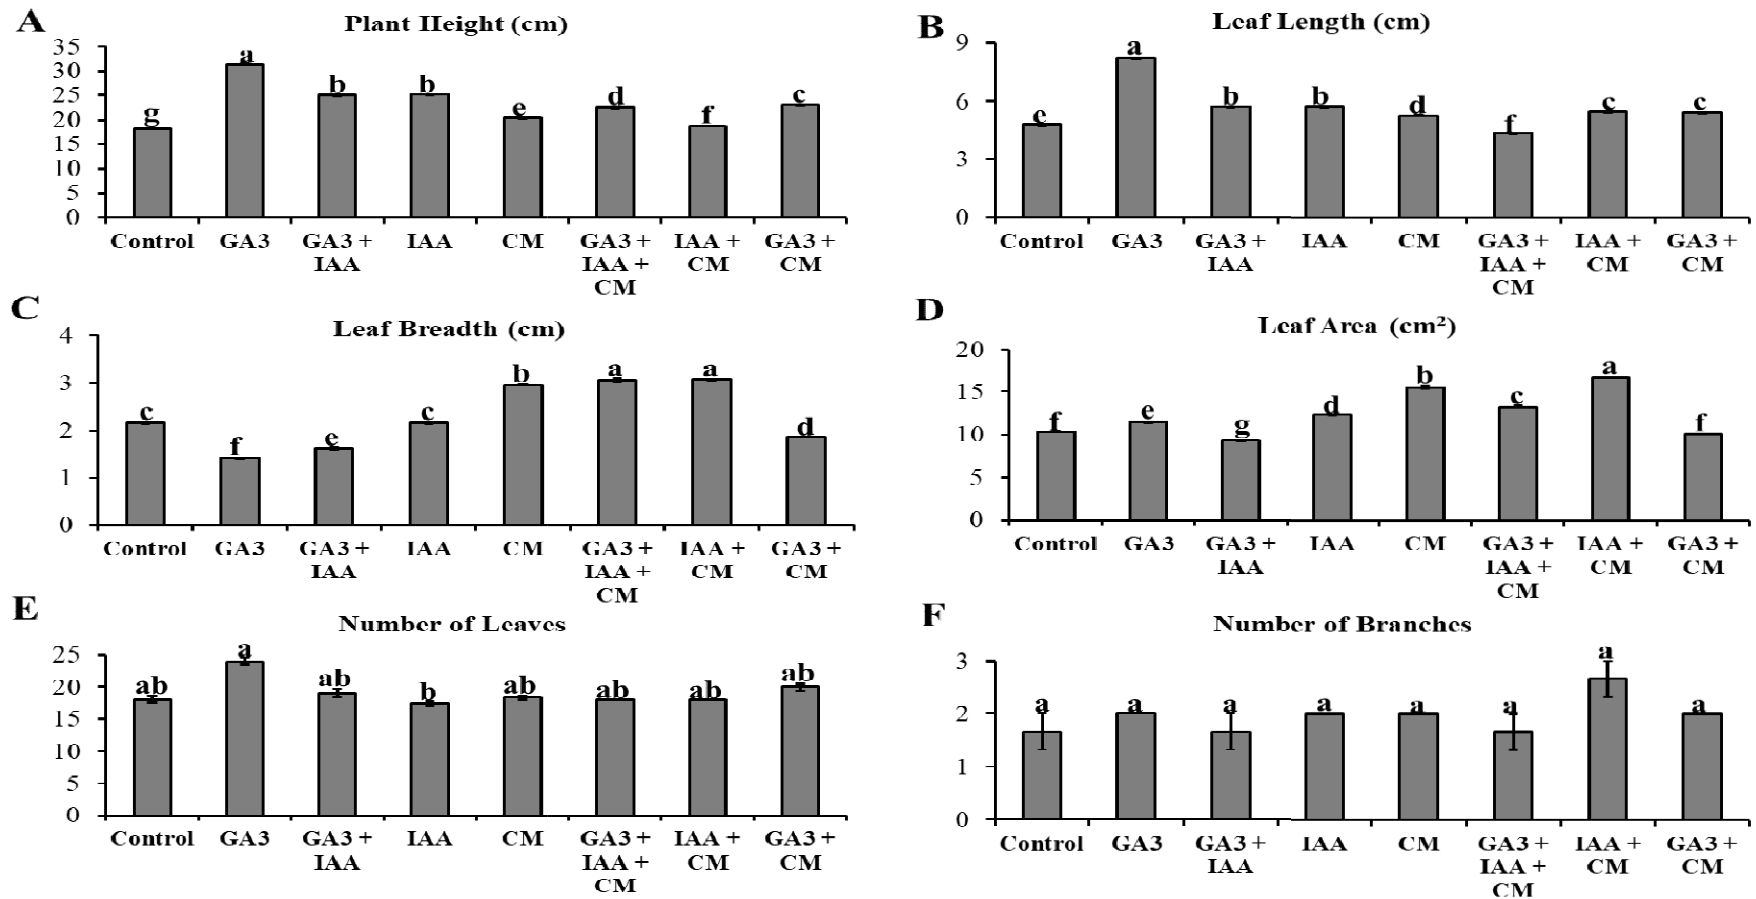 A
Plant Height (cm)
35
30
25
20
15
10
5
0
g
a
b
b
e
d
f
c
Control GA3 GA3 + IAA CM GA3 + IAA + GA3 +
IAA IAA + CM CM
CM
B
Leaf Length (cm)
9
6
3
0
e
a
b
b
d
f
c
c
Control GA3 GA3 + IAA CM GA3 + IAA + GA3 +
IAA IAA + CM CM
CM
C
Leaf Breadth (cm)
4
3
2
1
0
c
f
e
c
b
a
a
d
Control GA3 GA3 + IAA CM GA3 + IAA + GA3 +
IAA IAA + CM CM
CM
D
Leaf Area (cm²)
20
15
10
5
0
f
e
g
d
b
c
a
f
Control GA3 GA3 + IAA CM GA3 + IAA + GA3 +
IAA IAA + CM CM
CM
E
Number of Leaves
25
20
15
10
5
0
ab
a
ab
b
ab
ab
ab
ab
Control GA3 GA3 + IAA CM GA3 + IAA + GA3 +
IAA IAA + CM CM
CM
F
Number of Branches
3
2
1
0
a
a
a
a
a
a
a
a
Control GA3 GA3 + IAA CM GA3 + IAA + GA3 +
IAA IAA + CM CM
CM